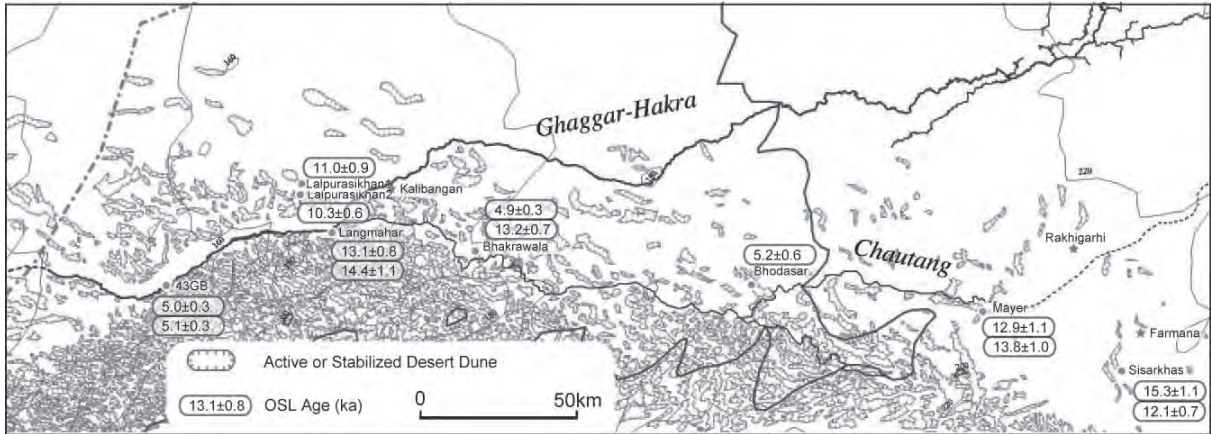 160
Ghaggar-Hakra
220
11.0±0.9
Lalpurasikhan1
Kalibangan
Lalpurasikhan2
10.3±0.6
4.9±0.3
13.2±0.7
Langmahar
Bhakrawala
13.1±0.8
14.4±1.1
160
5.2±0.6
Bhodasar
Chautang
Rakhigarhi
43GB
5.0±0.3
5.1±0.3
Mayer
12.9±1.1
13.8±1.0
Farmana
Sisarkhas
15.3±1.1
12.1±0.7
Active or Stabilized Desert Dune
13.1±0.8 OSL Age (ka)
0 50km